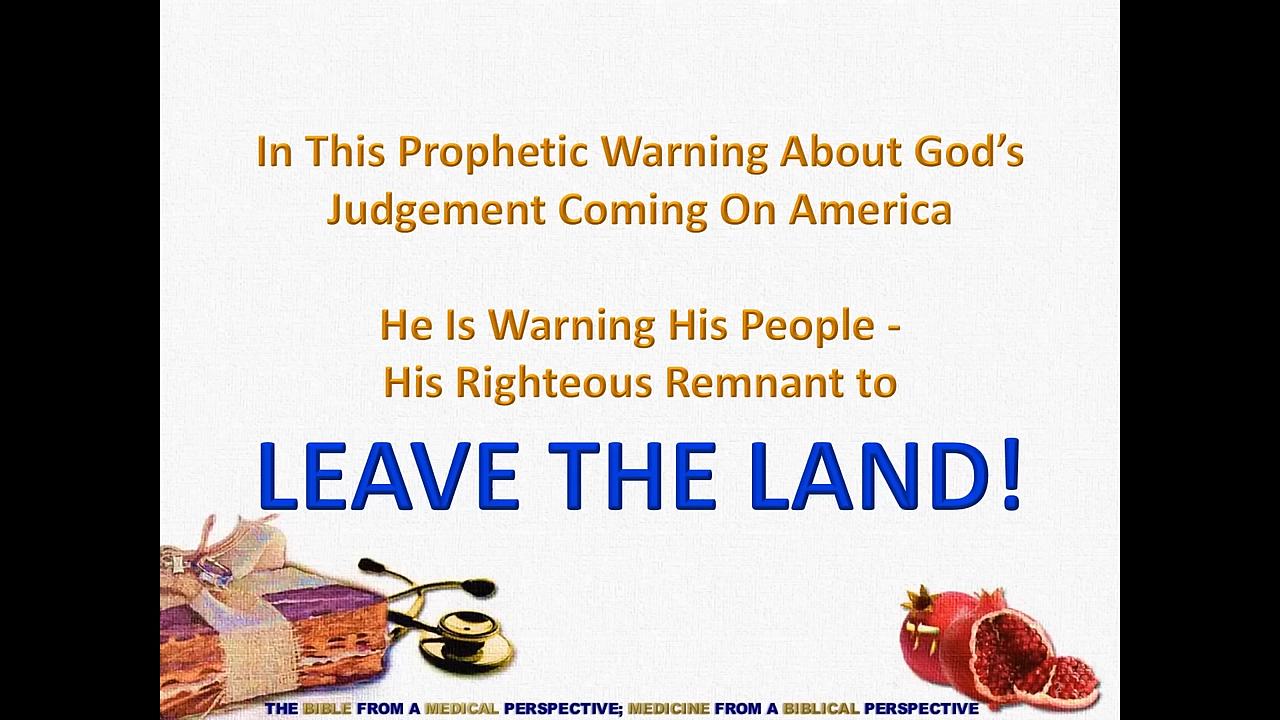 In This Prophetic Warning About God’s
Judgement Coming On America
He Is Warning His People -
His Righteous Remnant to
LEAVE THE LAND!
THE BIBLE FROM A MEDICAL PERSPECTIVE; MEDICINE FROM A BIBLICAL PERSPECTIVE